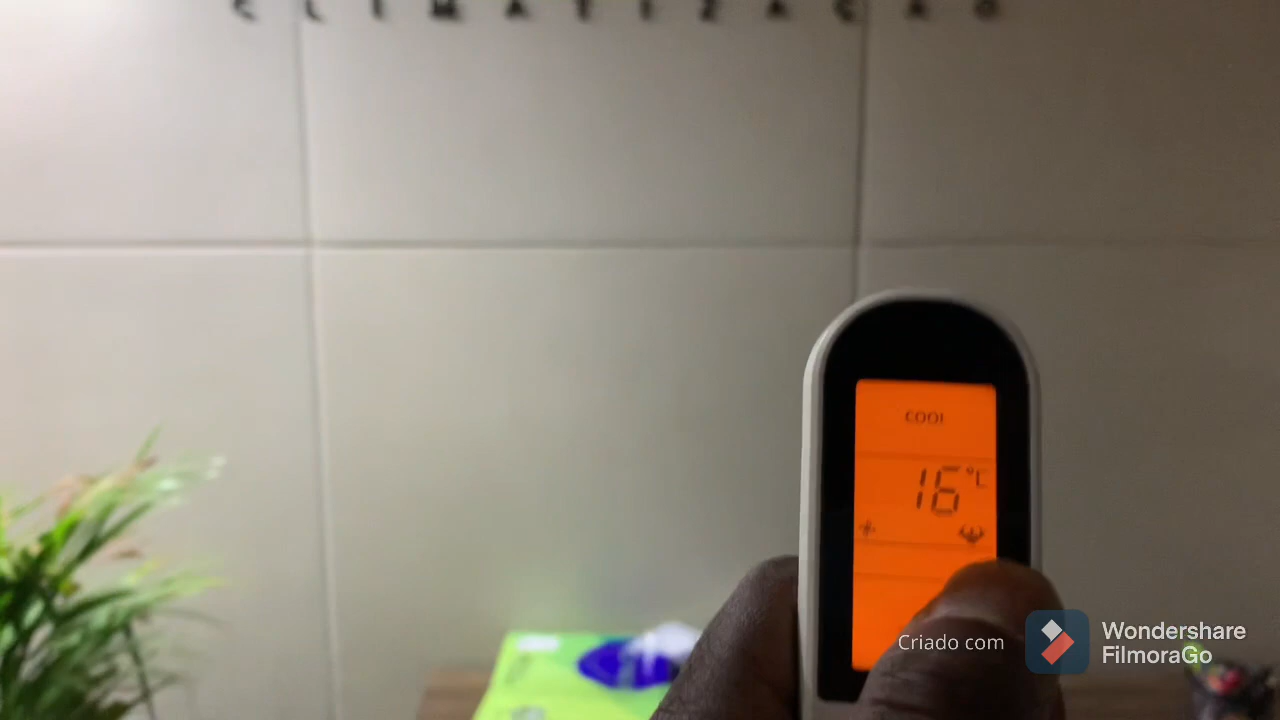 CLIMATIZAÇÃO
COOL
16°C
Criado com
Wondershare
FilmoraGo